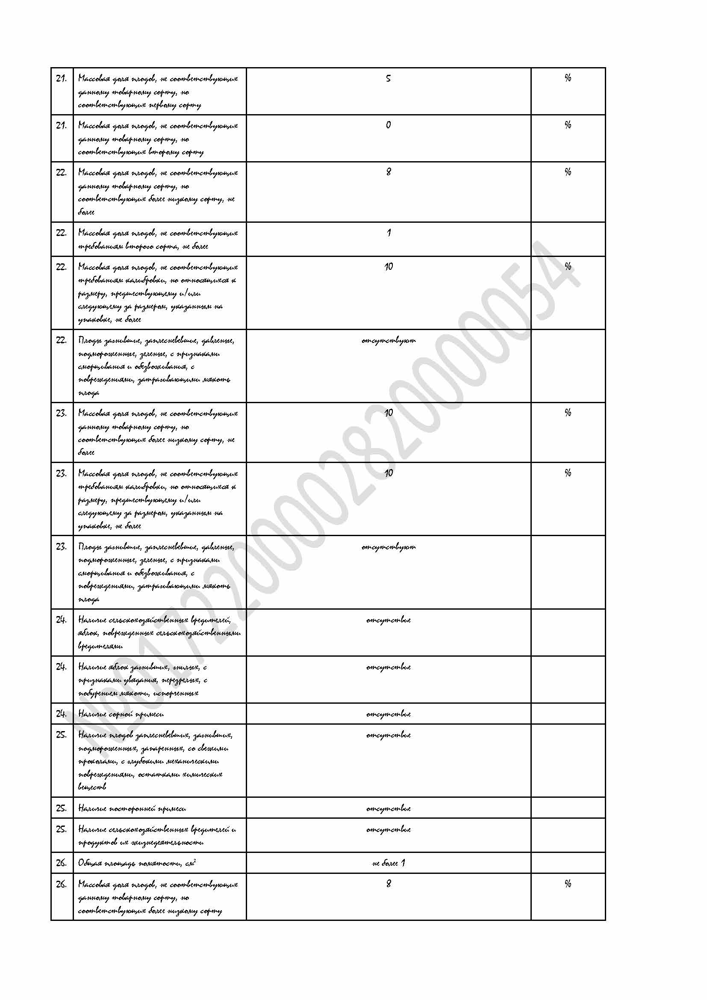 21. Массовая доля плодов, не соответствующих 5 %
данному товарному сорту, но
соответствующих первому сорту
21. Массовая доля плодов, не соответствующих 0 %
данному товарному сорту, но
соответствующих второму сорту
22. Массовая доля плодов, не соответствующих 8 %
данному товарному сорту, но
соответствующих более низкому сорту, не
более
22. Массовая доля плодов, не соответствующих 1
требованиям второго сорта, не более
22. Массовая доля плодов, не соответствующих 10 %
требованиям калибровки, но относящихся к
размеру, предшествующему и/или
следующему за размером, указанным на
упаковке, не более
22. Плоды загнившие, заплесневевшие, давленые, отсутствуют
подмороженные, зеленые, с признаками
сморщивания и обезвоживания, с
повреждениями, затрагивающими мякоть
плода
23. Массовая доля плодов, не соответствующих 10 %
данному товарному сорту, но
соответствующих более низкому сорту, не
более
23. Массовая доля плодов, не соответствующих 10 %
требованиям калибровки, но относящихся к
размеру, предшествующему и/или
следующему за размером, указанным на
упаковке, не более
23. Плоды загнившие, заплесневевшие, давленые, отсутствуют
подмороженные, зеленые, с признаками
сморщивания и обезвоживания, с
повреждениями, затрагивающими мякоть
плода
24. Наличие сельскохозяйственных вредителей, отсутствие
яблок, поврежденных сельскохозяйственными
вредителями
24. Наличие яблок загнивших, гнилых, с отсутствие
признаками увядания, перезрелых, с
побурением мякоти, испорченных
24. Наличие сорной примеси отсутствие
25. Наличие плодов заплесневевших, загнивших, отсутствие
подмороженных, запаренных, со свежими
проколами, с глубокими механическими
повреждениями, остатками химических
веществ
25. Наличие посторонней примеси отсутствие
25. Наличие сельскохозяйственных вредителей и отсутствие
продуктов их жизнедеятельности
26. Общая площадь помятости, см² не более 1
26. Массовая доля плодов, не соответствующих 8 %
данному товарному сорту, но
соответствующих более низкому сорту
№017220000282000054